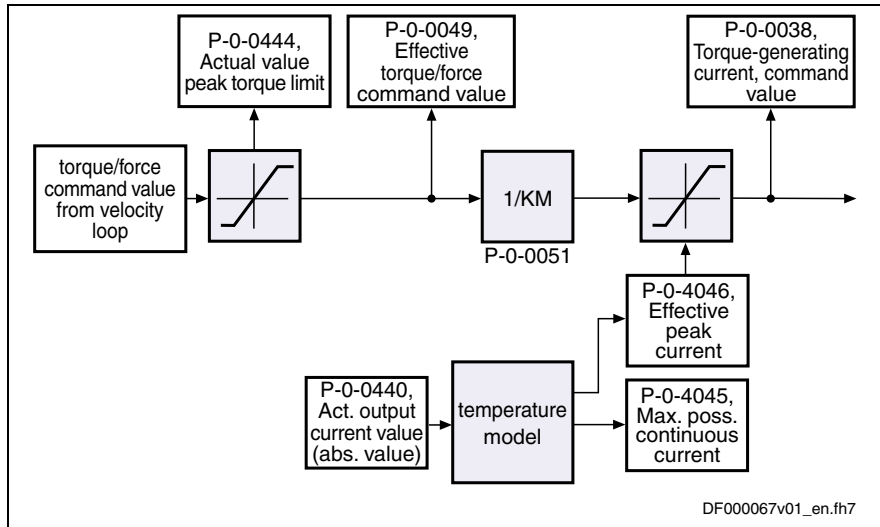 P-0-0444,
Actual value
peak torque limit
P-0-0049,
Effective
torque/force
command value
P-0-0038,
Torque-generating
current, command
value
torque/force
command value
from velocity
loop
1/KM
P-0-0051
P-0-4046,
Effective
peak
current
P-0-0440,
Act. output
current value
(abs. value)
temperature
model
P-0-4045,
Max. poss.
continuous
current
DF000067v01_en.fh7